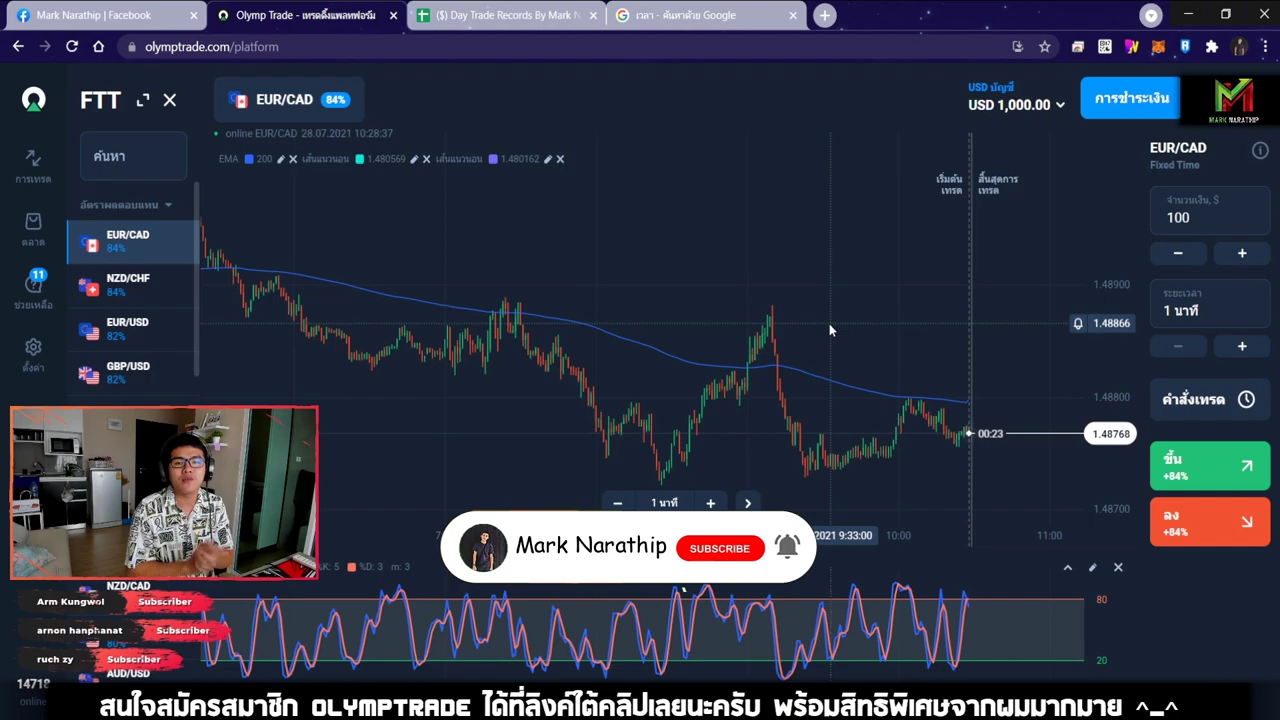 Mark Narathip | Facebook
Olymp Trade - เทรดดิ้งแพลทฟอร์ม
($) Day Trade Records By Mark N
เวลา - ค้นหาด้วย Google
olymptrade.com/platform
FTT
EUR/CAD 84%
USD บัญชี
USD 1,000.00
การชำระเงิน
MARK NARATHIP
online EUR/CAD 28.07.2021 10:28:37
EMA 200 เส้นแนวนอน 1.480569 เส้นแนวนอน 1.480162
ค้นหา
การเทรด
ตลาด
11
ช่วยเหลือ
ตั้งค่า
อัตราผลตอบแทน
EUR/CAD
84%
NZD/CHF
84%
EUR/USD
82%
GBP/USD
82%
เริ่มต้น
เทรด
สิ้นสุดการ
เทรด
1.48900
1.48866
1.48800
00:23
1.48768
1.48700
EUR/CAD
Fixed Time
จำนวนเงิน, $
100
ระยะเวลา
1 นาที
คำสั่งเทรด
ขึ้น
+84%
ลง
+84%
1 นาที
2021 9:33:00
10:00
11:00
Mark Narathip
SUBSCRIBE
%K: 5 %D: 3 m: 3
80
20
NZD/CAD
Arm Kungwol Subscriber
arnon hanphanat Subscriber
80%
ruch zy Subscriber
AUD/USD
14718
online
สนใจสมัครสมาชิก OLYMPTRADE ได้ที่ลิงค์ใต้คลิปเลยนะครับ พร้อมสิทธิพิเศษจากผมมากมาย ^_^